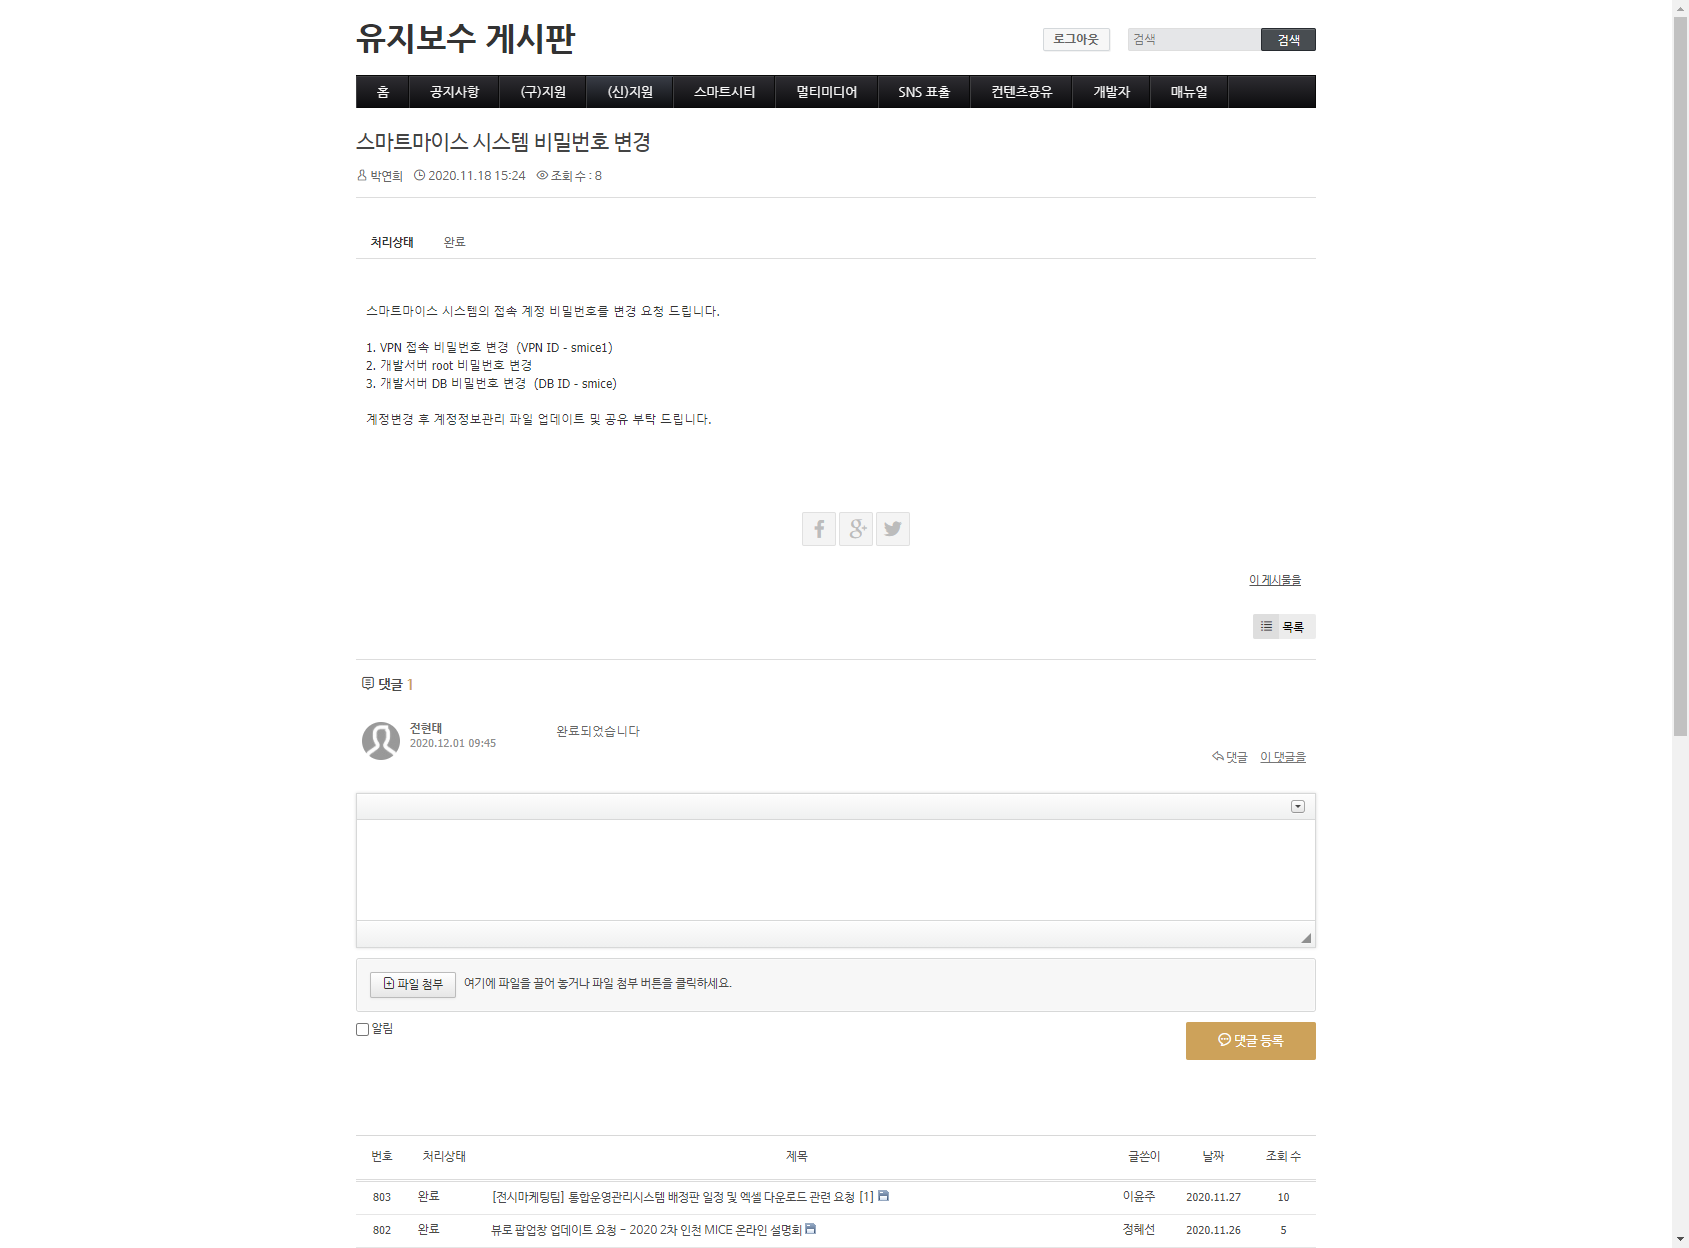 유지보수 게시판
로그아웃 검색 검색
홈 공지사항 (구)지원 (신)지원 스마트시티 멀티미디어 SNS 표출 컨텐츠공유 개발자 매뉴얼
스마트마이스 시스템 비밀번호 변경
박연희 2020.11.18 15:24 조회 수 : 8
처리상태 완료
스마트마이스 시스템의 접속 계정 비밀번호를 변경 요청 드립니다.
1. VPN 접속 비밀번호 변경 (VPN ID - smice1)
2. 개발서버 root 비밀번호 변경
3. 개발서버 DB 비밀번호 변경 (DB ID - smice)
계정변경 후 계정정보관리 파일 업데이트 및 공유 부탁 드립니다.
이 게시물을
목록
댓글 1
전현태 완료되었습니다
2020.12.01 09:45
댓글 이 댓글을
파일 첨부 여기에 파일을 끌어 놓거나 파일 첨부 버튼을 클릭하세요.
알림 댓글 등록
번호 처리상태 제목 글쓴이 날짜 조회 수
803 완료 [전시마케팅팀] 통합운영관리시스템 배정판 일정 및 엑셀 다운로드 관련 요청 [1] 이윤주 2020.11.27 10
802 완료 뷰로 팝업창 업데이트 요청 - 2020 2차 인천 MICE 온라인 설명회 정혜선 2020.11.26 5